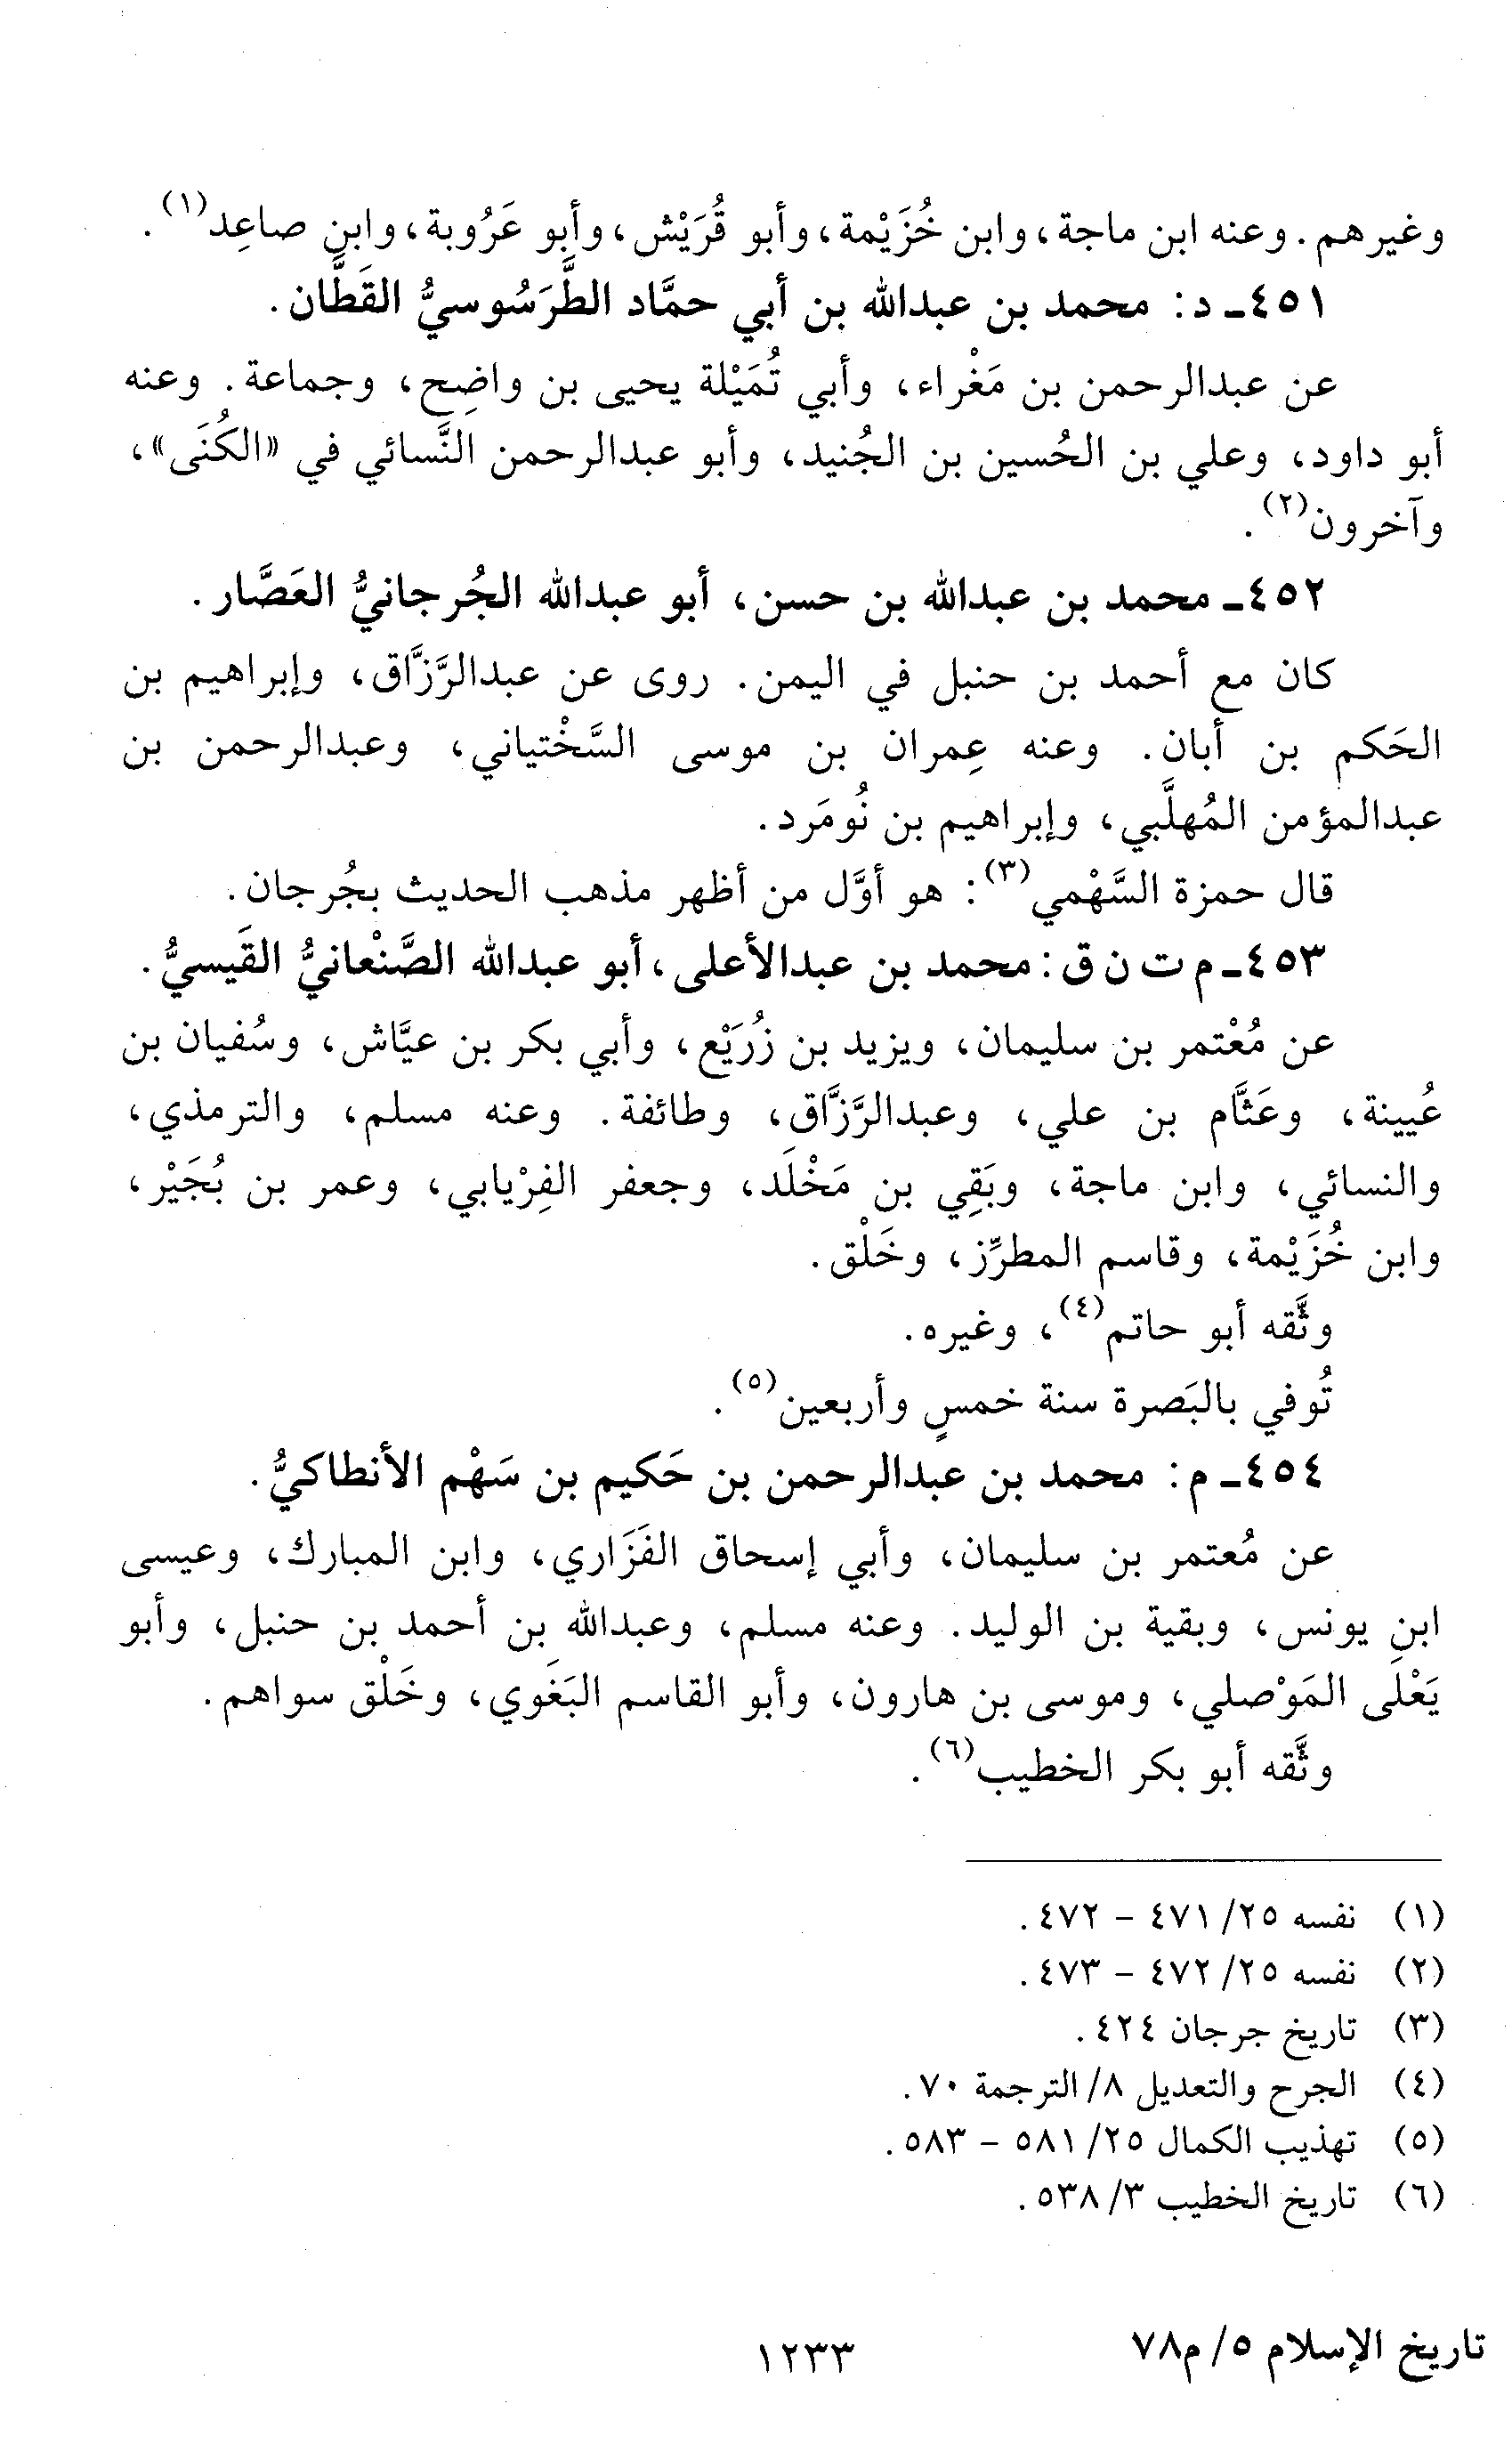 وغيرهم. وعنه ابن ماجة، وابن خُزَيْمة، وأبو قُرَيْش، وأبو عَرُوبة، وابن صاعِد(١).
٤٥١ـ د: محمد بن عبدالله بن أبي حمَّاد الطَّرَسُوسيُّ القَطَّان.
عن عبدالرحمن بن مَغْراء، وأبي تُمَيْلة يحيى بن واضِح، وجماعة. وعنه
أبو داود، وعلي بن الحُسين بن الجُنيد، وأبو عبدالرحمن النَّسائي في «الكُنَى»،
وآخرون(٢).
٤٥٢ـ محمد بن عبدالله بن حسن، أبو عبدالله الجُرجانيُّ العَصَّار.
كان مع أحمد بن حنبل في اليمن. روى عن عبدالرَّزَّاق، وإبراهيم بن
الحَكم بن أبان. وعنه عِمران بن موسى السَّخْتياني، وعبدالرحمن بن
عبدالمؤمن المُهلَّبي، وإبراهيم بن نُومَرد.
قال حمزة السَّهْمي(٣): هو أوَّل من أظهر مذهب الحديث بجُرجان.
٤٥٣ـ م ت ن ق: محمد بن عبدالأعلى، أبو عبدالله الصَّنْعانيُّ القَيسيُّ.
عن مُعْتمر بن سليمان، ويزيد بن زُرَيْع، وأبي بكر بن عيَّاش، وسُفيان بن
عُيينة، وعَثَّام بن علي، وعبدالرَّزَّاق، وطائفة. وعنه مسلم، والترمذي،
والنسائي، وابن ماجة، وبَقِي بن مَخْلَد، وجعفر الفِرْيابي، وعمر بن بُجَيْر،
وابن خُزَيْمة، وقاسم المطرِّز، وخَلْق.
وثَّقه أبو حاتم(٤)، وغيره.
تُوفي بالبَصرة سنة خمسٍ وأربعين(٥).
٤٥٤ـ م: محمد بن عبدالرحمن بن حَكيم بن سَهْم الأنطاكيُّ.
عن مُعتمر بن سليمان، وأبي إسحاق الفَزَاري، وابن المبارك، وعيسى
ابن يونس، وبقية بن الوليد. وعنه مسلم، وعبدالله بن أحمد بن حنبل، وأبو
يَعْلَى المَوْصلي، وموسى بن هارون، وأبو القاسم البَغَوي، وخَلْق سواهم.
وثَّقه أبو بكر الخطيب(٦).
(١) نفسه ٢٥/ ٤٧١ – ٤٧٢.
(٢) نفسه ٢٥/ ٤٧٢ – ٤٧٣.
(٣) تاريخ جرجان ٤٢٤.
(٤) الجرح والتعديل ٨/ الترجمة ٧٠.
(٥) تهذيب الكمال ٢٥/ ٥٨١ – ٥٨٣.
(٦) تاريخ الخطيب ٣/ ٥٣٨.
تاريخ الإسلام ٥/ م٧٨
١٢٣٣